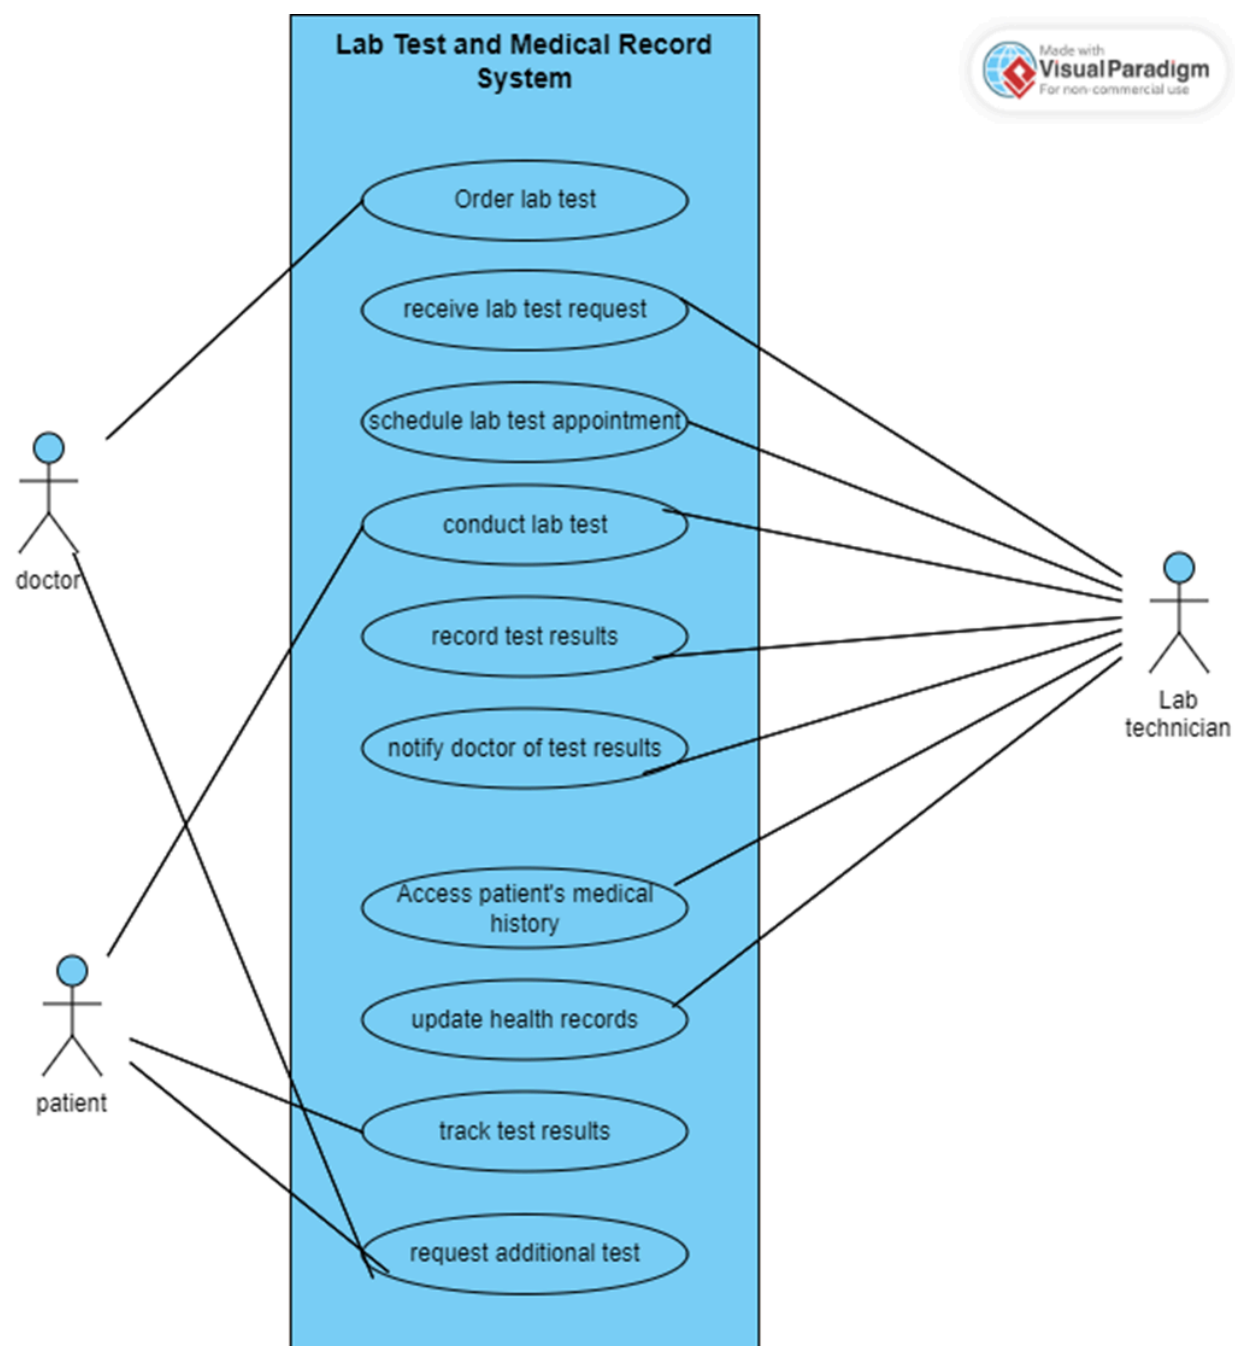 Lab Test and Medical Record
System
Made with
Visual Paradigm
For non-commercial use
Order lab test
receive lab test request
schedule lab test appointment
conduct lab test
record test results
notify doctor of test results
Access patient's medical
history
update health records
track test results
request additional test
doctor
patient
Lab
technician